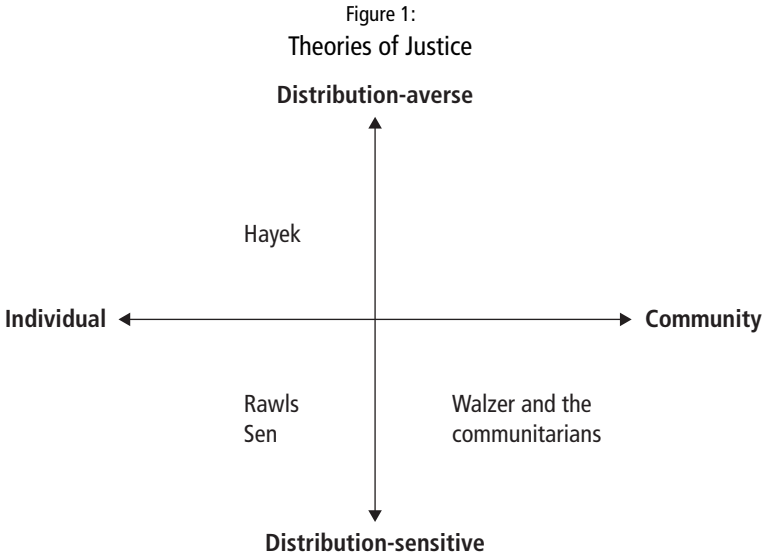 Figure 1:
Theories of Justice
Distribution-averse
Hayek
Individual
Community
Rawls
Sen
Walzer and the
communitarians
Distribution-sensitive